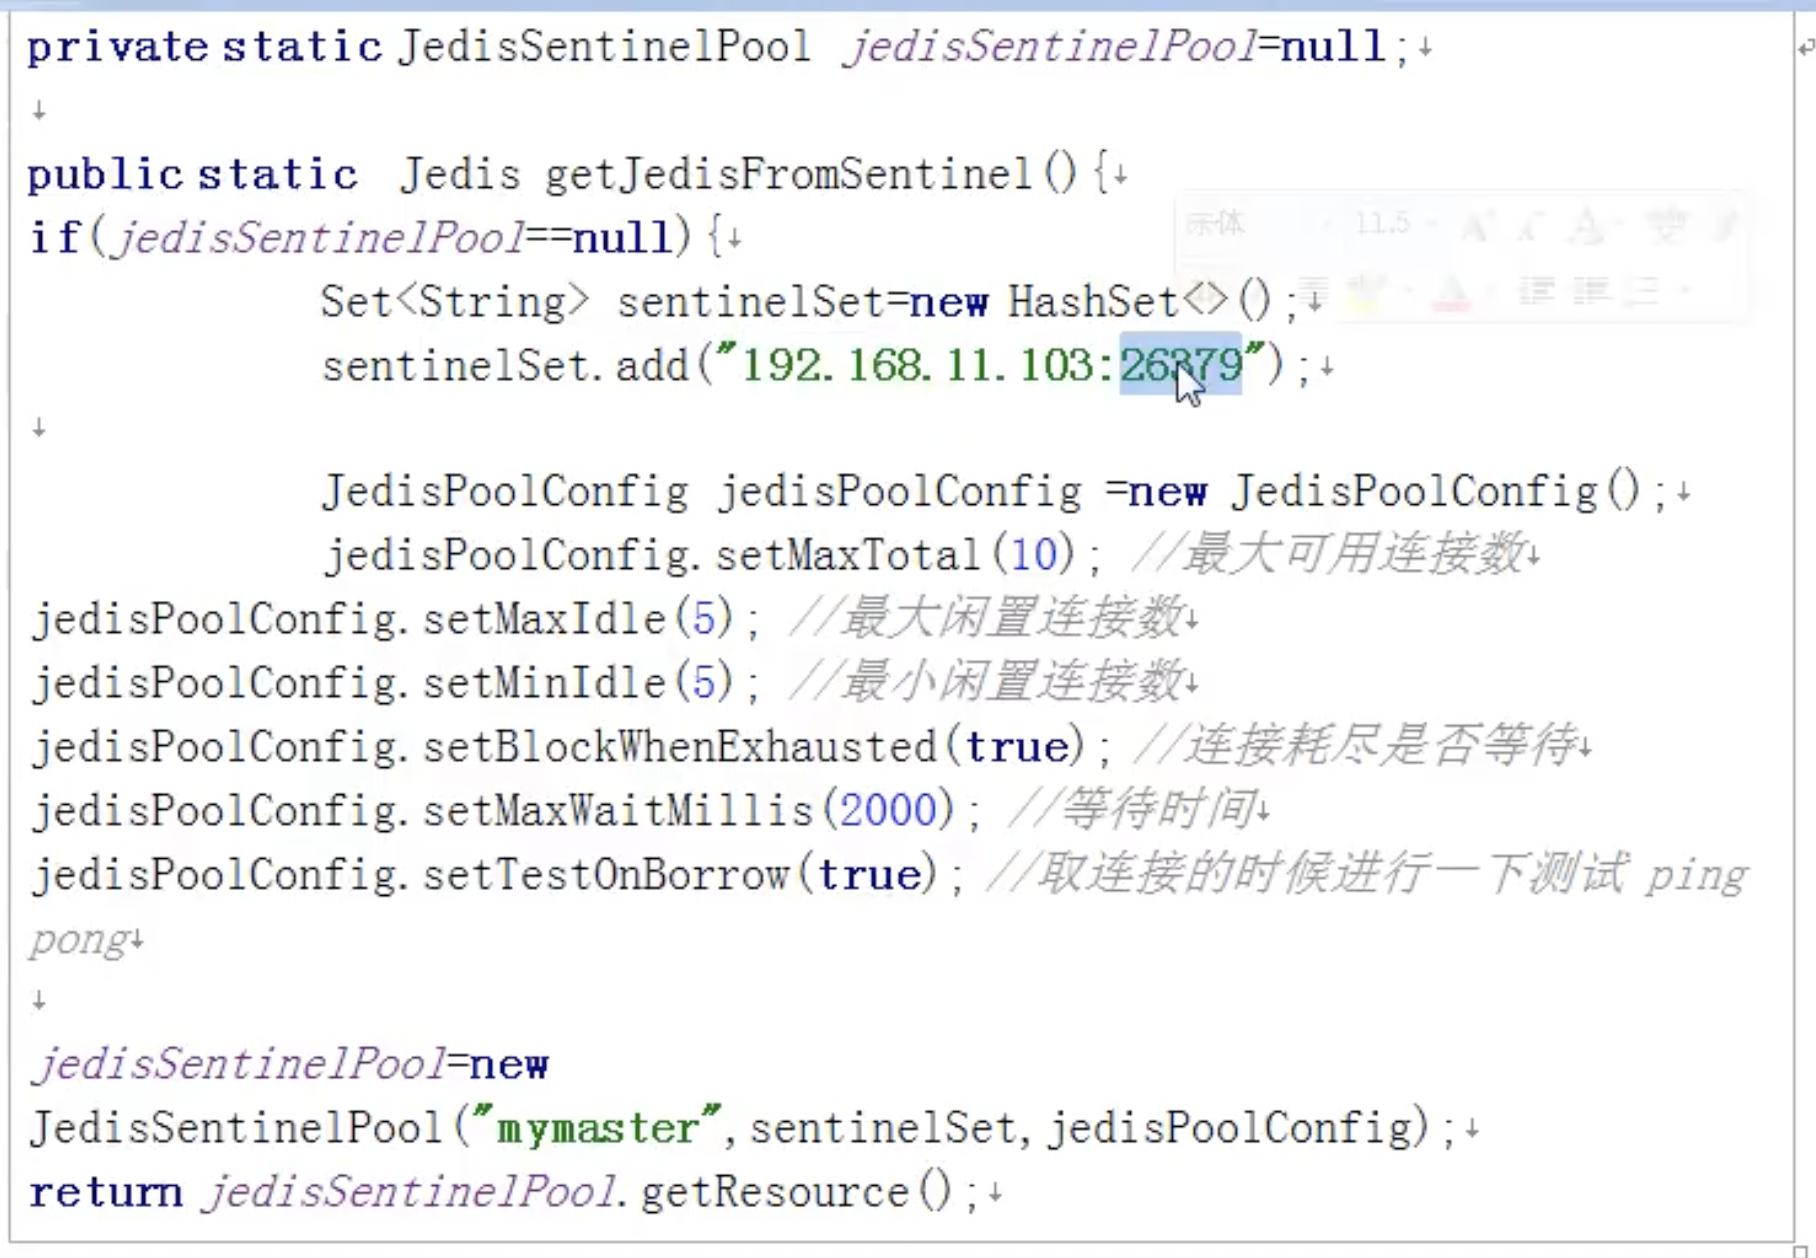 private static JedisSentinelPool jedisSentinelPool=null;↓
↓
public static Jedis getJedisFromSentinel(){↓
if(jedisSentinelPool==null){↓
宋体 11.5
Set<String> sentinelSet=new HashSet<>();↓
sentinelSet.add("192.168.11.103:26379");↓
↓
JedisPoolConfig jedisPoolConfig =new JedisPoolConfig();↓
jedisPoolConfig.setMaxTotal(10); //最大可用连接数↓
jedisPoolConfig.setMaxIdle(5); //最大闲置连接数↓
jedisPoolConfig.setMinIdle(5); //最小闲置连接数↓
jedisPoolConfig.setBlockWhenExhausted(true); //连接耗尽是否等待↓
jedisPoolConfig.setMaxWaitMillis(2000); //等待时间↓
jedisPoolConfig.setTestOnBorrow(true); //取连接的时候进行一下测试 ping
pong↓
↓
jedisSentinelPool=new
JedisSentinelPool("mymaster",sentinelSet,jedisPoolConfig);↓
return jedisSentinelPool.getResource();↓